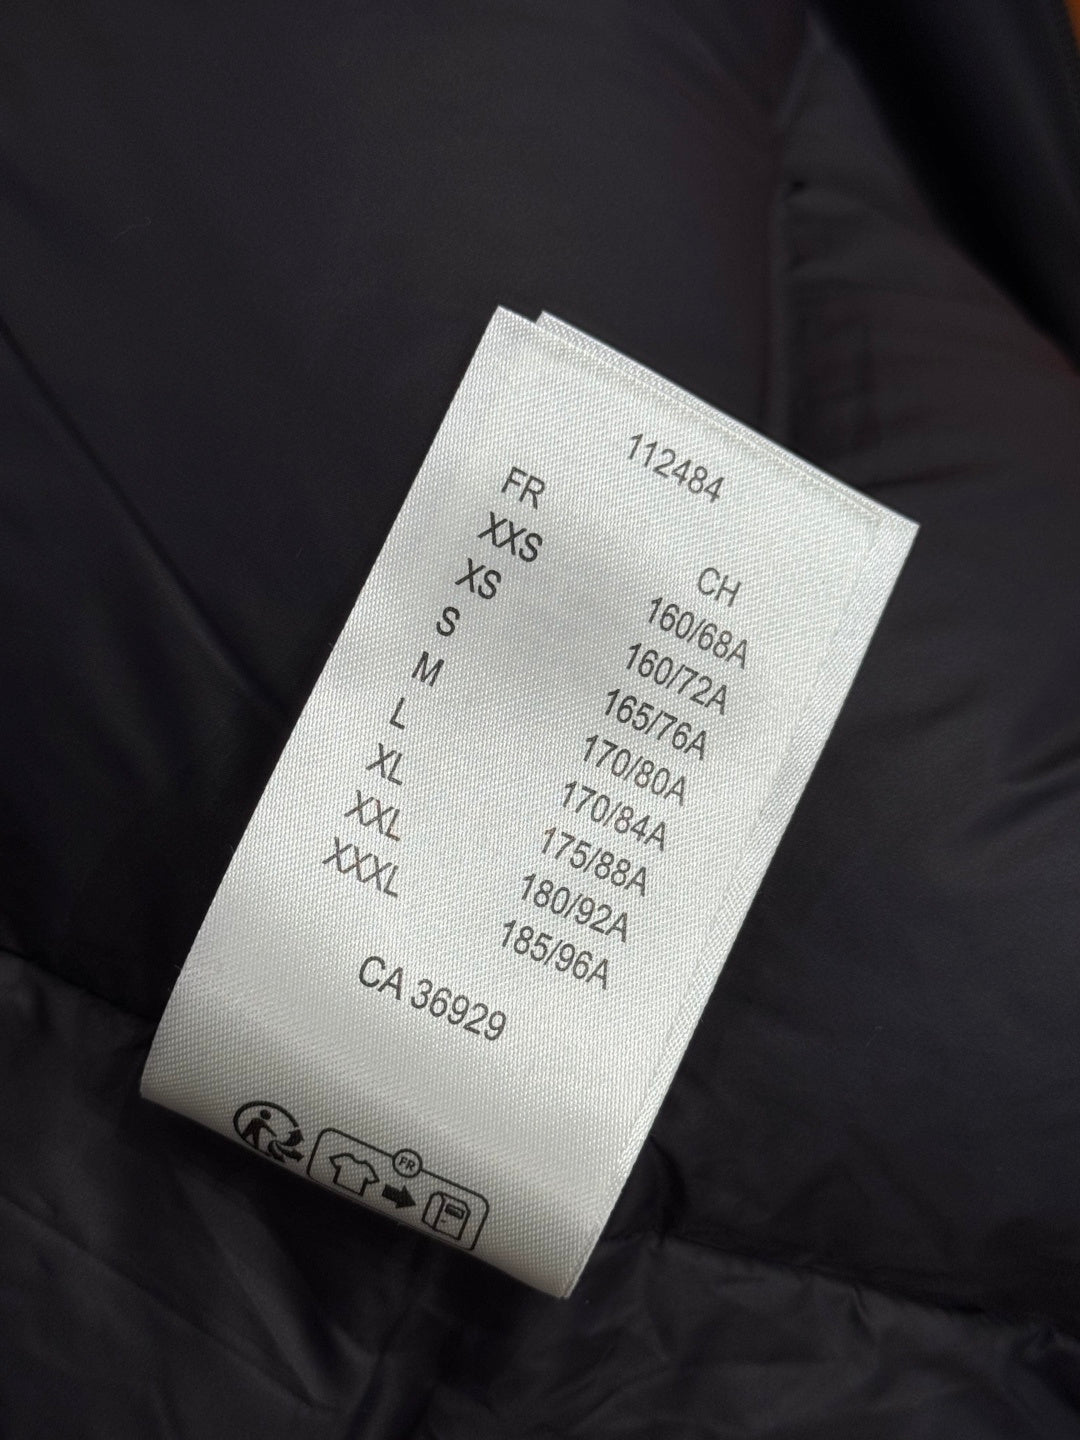 112484
FR CH
XXS 160/68A
XS 160/72A
S 165/76A
M 170/80A
L 170/84A
XL 175/88A
XXL 180/92A
XXXL 185/96A
CA 36929
FR